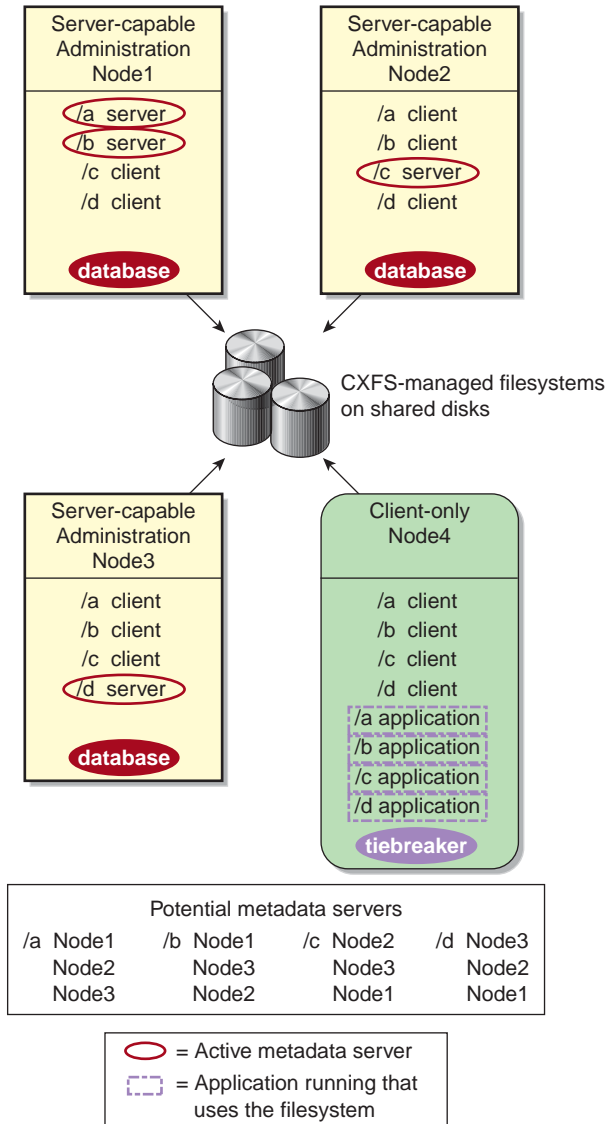 Server-capable
Administration
Node1
/a server
/b server
/c client
/d client
database
Server-capable
Administration
Node2
/a client
/b client
/c server
/d client
database
CXFS-managed filesystems
on shared disks
Server-capable
Administration
Node3
/a client
/b client
/c client
/d server
database
Client-only
Node4
/a client
/b client
/c client
/d client
/a application
/b application
/c application
/d application
tiebreaker
Potential metadata servers
/a Node1 /b Node1 /c Node2 /d Node3
Node2 Node3 Node3 Node2
Node3 Node2 Node1 Node1
= Active metadata server
= Application running that
uses the filesystem